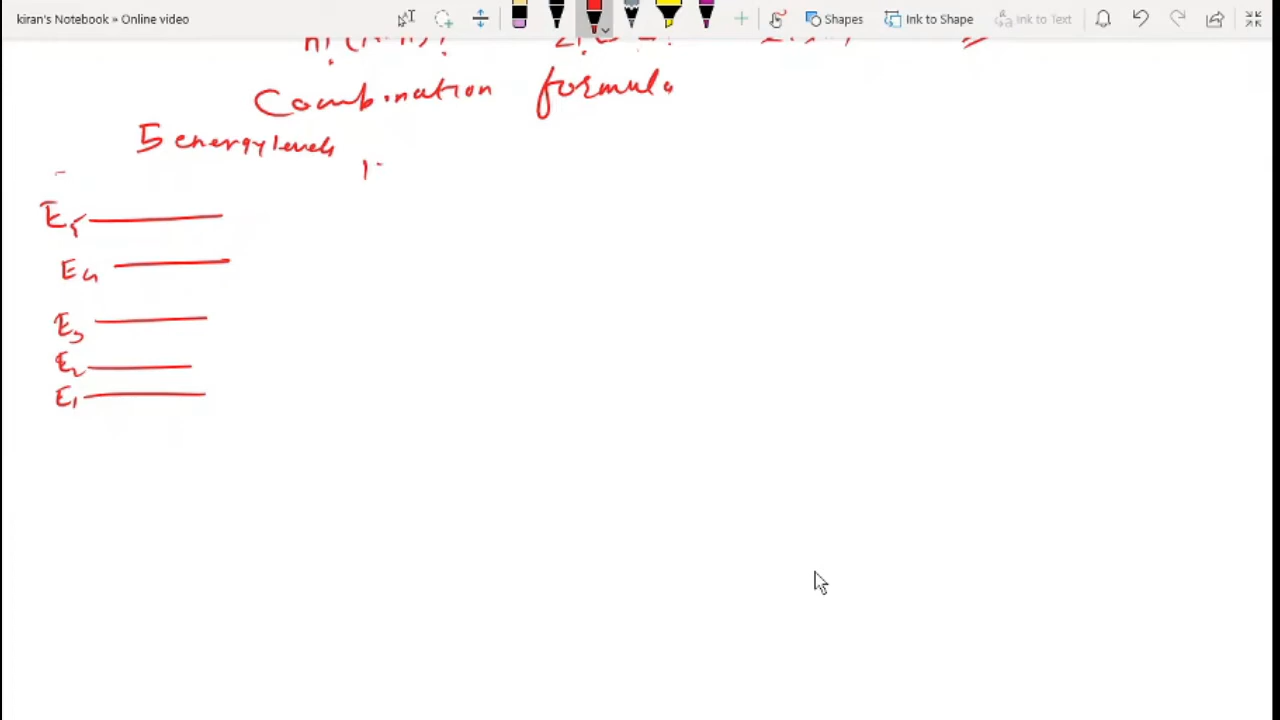 kiran's Notebook » Online video
Shapes
Ink to Shape
Ink to Text
Combination formula
5 energy levels
E5
E4
E3
E2
E1